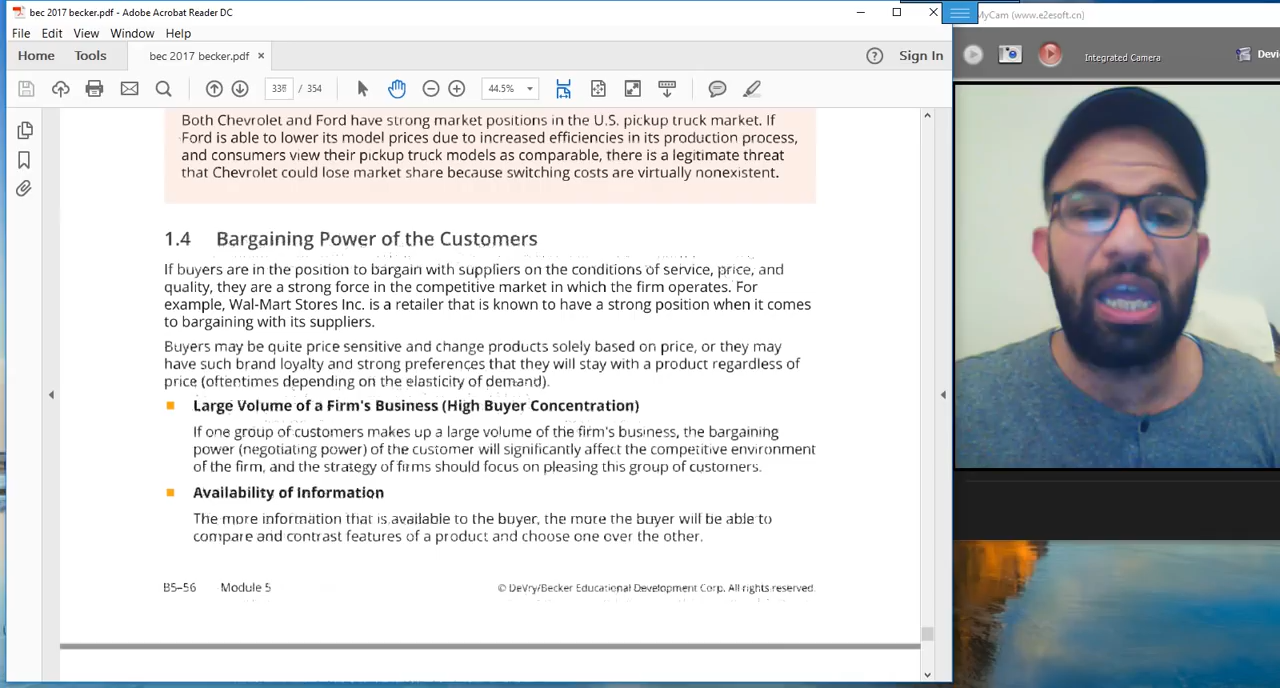 bec 2017 becker.pdf - Adobe Acrobat Reader DC
MyCam (www.e2esoft.cn)
File Edit View Window Help
Home Tools bec 2017 becker.pdf × Sign In
Integrated Camera
Devi
/ 354 44.5%
Both Chevrolet and Ford have strong market positions in the U.S. pickup truck market. If
Ford is able to lower its model prices due to increased efficiencies in its production process,
and consumers view their pickup truck models as comparable, there is a legitimate threat
that Chevrolet could lose market share because switching costs are virtually nonexistent.
1.4 Bargaining Power of the Customers
If buyers are in the position to bargain with suppliers on the conditions of service, price, and
quality, they are a strong force in the competitive market in which the firm operates. For
example, Wal-Mart Stores Inc. is a retailer that is known to have a strong position when it comes
to bargaining with its suppliers.
Buyers may be quite price sensitive and change products solely based on price, or they may
have such brand loyalty and strong preferences that they will stay with a product regardless of
price (oftentimes depending on the elasticity of demand).
Large Volume of a Firm's Business (High Buyer Concentration)
If one group of customers makes up a large volume of the firm's business, the bargaining
power (negotiating power) of the customer will significantly affect the competitive environment
of the firm, and the strategy of firms should focus on pleasing this group of customers.
Availability of Information
The more information that is available to the buyer, the more the buyer will be able to
compare and contrast features of a product and choose one over the other.
B5–56 Module 5 © DeVry/Becker Educational Development Corp. All rights reserved.